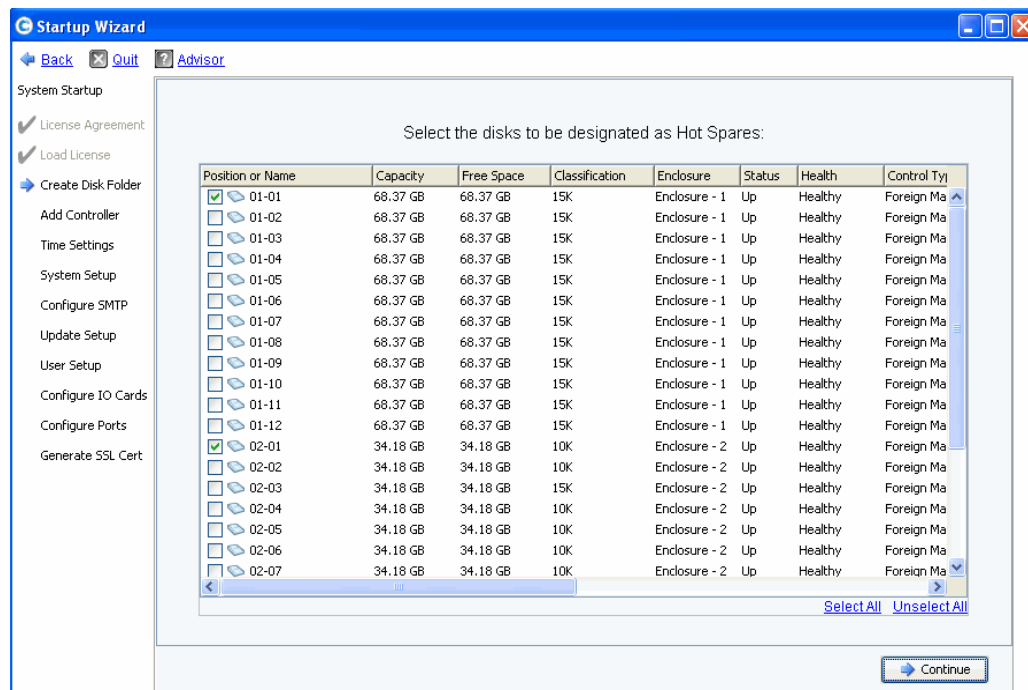 Startup Wizard
Back Quit Advisor
System Startup
License Agreement
Load License
Create Disk Folder
Add Controller
Time Settings
System Setup
Configure SMTP
Update Setup
User Setup
Configure IO Cards
Configure Ports
Generate SSL Cert
Select the disks to be designated as Hot Spares:
Position or Name Capacity Free Space Classification Enclosure Status Health Control Ty
01-01 68.37 GB 68.37 GB 15K Enclosure - 1 Up Healthy Foreign Ma
01-02 68.37 GB 68.37 GB 15K Enclosure - 1 Up Healthy Foreign Ma
01-03 68.37 GB 68.37 GB 15K Enclosure - 1 Up Healthy Foreign Ma
01-04 68.37 GB 68.37 GB 15K Enclosure - 1 Up Healthy Foreign Ma
01-05 68.37 GB 68.37 GB 15K Enclosure - 1 Up Healthy Foreign Ma
01-06 68.37 GB 68.37 GB 15K Enclosure - 1 Up Healthy Foreign Ma
01-07 68.37 GB 68.37 GB 15K Enclosure - 1 Up Healthy Foreign Ma
01-08 68.37 GB 68.37 GB 15K Enclosure - 1 Up Healthy Foreign Ma
01-09 68.37 GB 68.37 GB 15K Enclosure - 1 Up Healthy Foreign Ma
01-10 68.37 GB 68.37 GB 15K Enclosure - 1 Up Healthy Foreign Ma
01-11 68.37 GB 68.37 GB 15K Enclosure - 1 Up Healthy Foreign Ma
01-12 68.37 GB 68.37 GB 15K Enclosure - 1 Up Healthy Foreign Ma
02-01 34.18 GB 34.18 GB 10K Enclosure - 2 Up Healthy Foreign Ma
02-02 34.18 GB 34.18 GB 10K Enclosure - 2 Up Healthy Foreign Ma
02-03 34.18 GB 34.18 GB 15K Enclosure - 2 Up Healthy Foreign Ma
02-04 34.18 GB 34.18 GB 10K Enclosure - 2 Up Healthy Foreign Ma
02-05 34.18 GB 34.18 GB 10K Enclosure - 2 Up Healthy Foreign Ma
02-06 34.18 GB 34.18 GB 10K Enclosure - 2 Up Healthy Foreign Ma
02-07 34.18 GB 34.18 GB 10K Enclosure - 2 Up Healthy Foreign Ma
Select All Unselect All
Continue